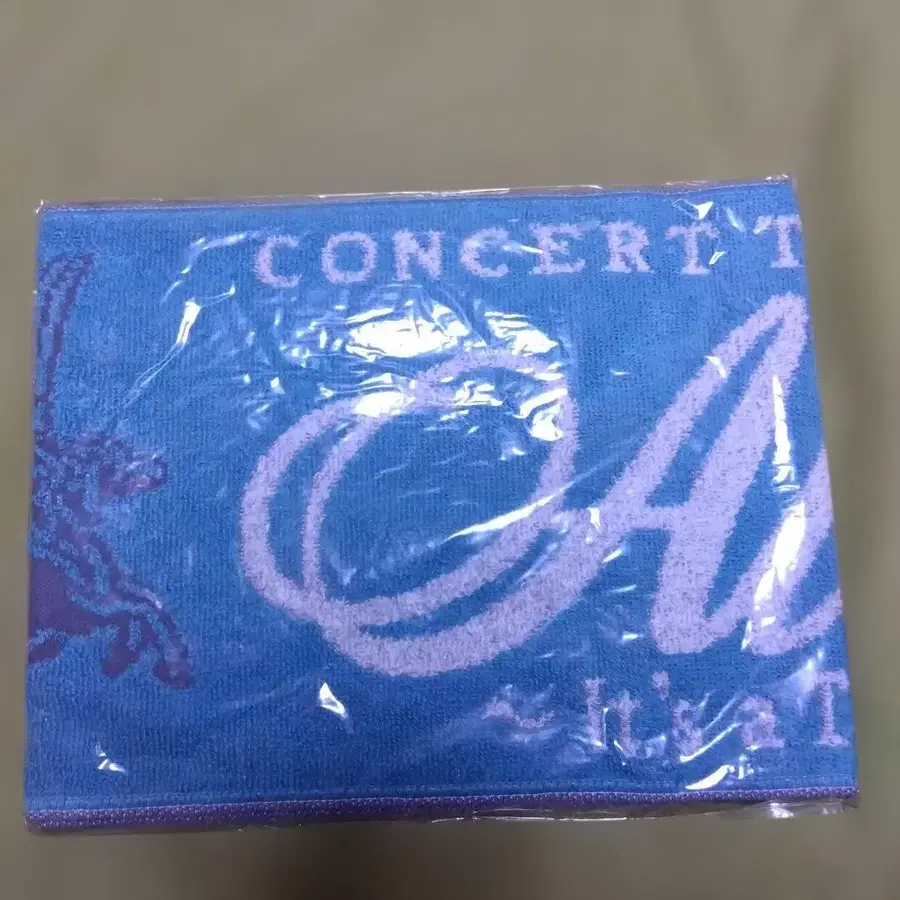 CONCERT T
A
~ It's a